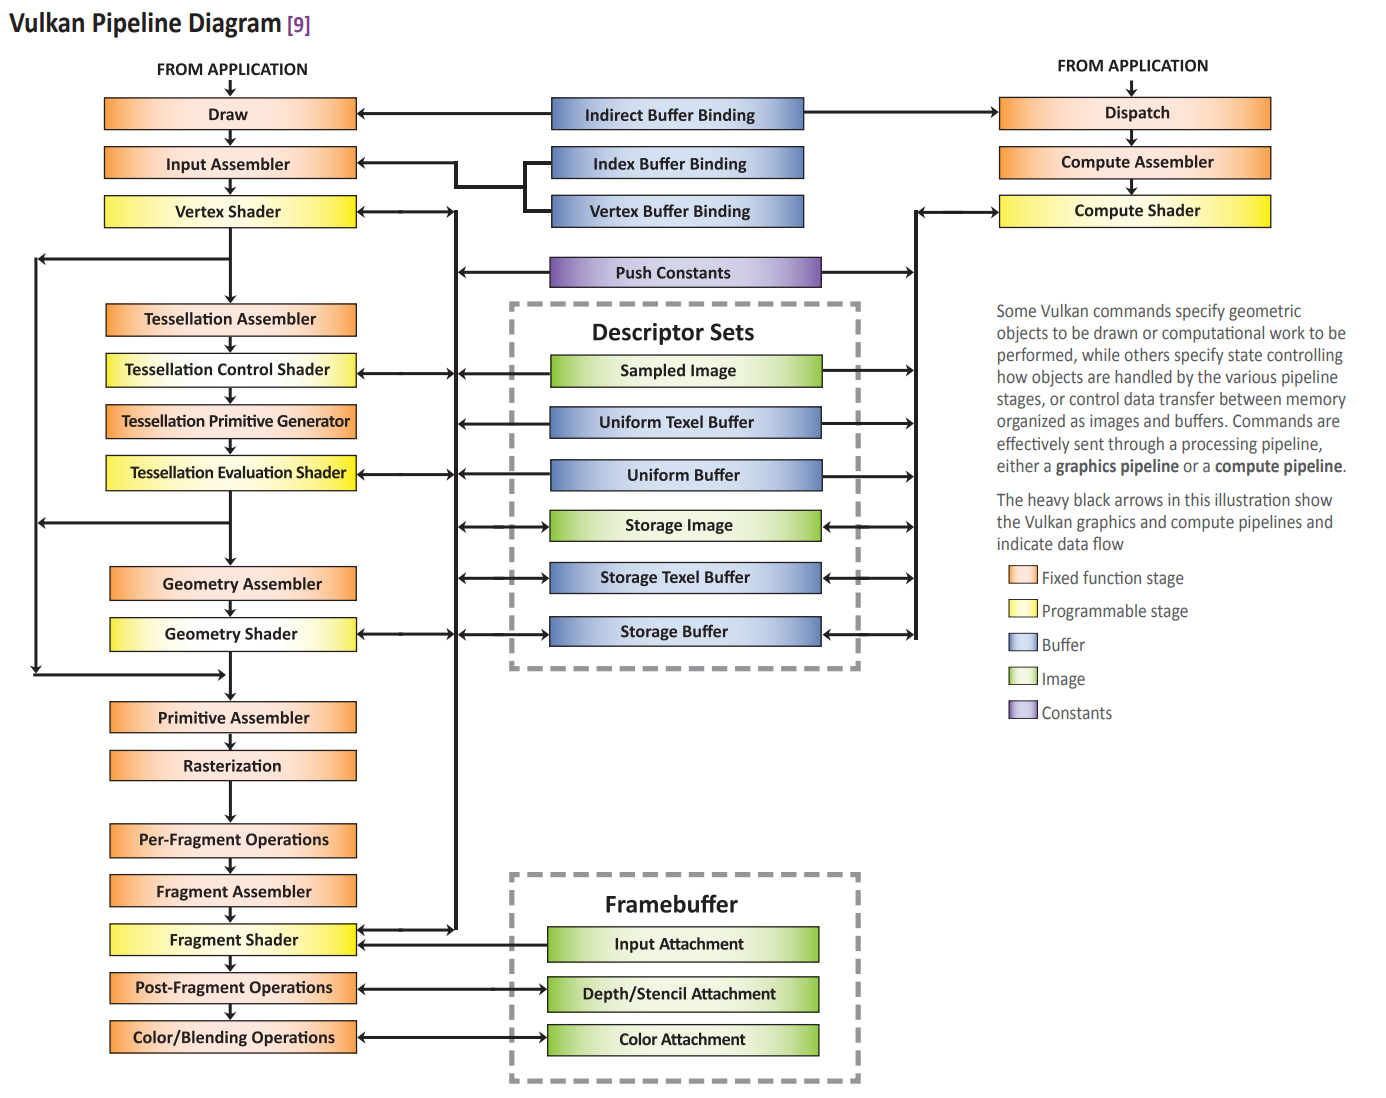 Vulkan Pipeline Diagram [9]
FROM APPLICATION
Draw
Input Assembler
Vertex Shader
Tessellation Assembler
Tessellation Control Shader
Tessellation Primitive Generator
Tessellation Evaluation Shader
Geometry Assembler
Geometry Shader
Primitive Assembler
Rasterization
Per-Fragment Operations
Fragment Assembler
Fragment Shader
Post-Fragment Operations
Color/Blending Operations
Indirect Buffer Binding
Index Buffer Binding
Vertex Buffer Binding
Push Constants
Descriptor Sets
Sampled Image
Uniform Texel Buffer
Uniform Buffer
Storage Image
Storage Texel Buffer
Storage Buffer
Framebuffer
Input Attachment
Depth/Stencil Attachment
Color Attachment
FROM APPLICATION
Dispatch
Compute Assembler
Compute Shader
Some Vulkan commands specify geometric
objects to be drawn or computational work to be
performed, while others specify state controlling
how objects are handled by the various pipeline
stages, or control data transfer between memory
organized as images and buffers. Commands are
effectively sent through a processing pipeline,
either a graphics pipeline or a compute pipeline.
The heavy black arrows in this illustration show
the Vulkan graphics and compute pipelines and
indicate data flow
Fixed function stage
Programmable stage
Buffer
Image
Constants